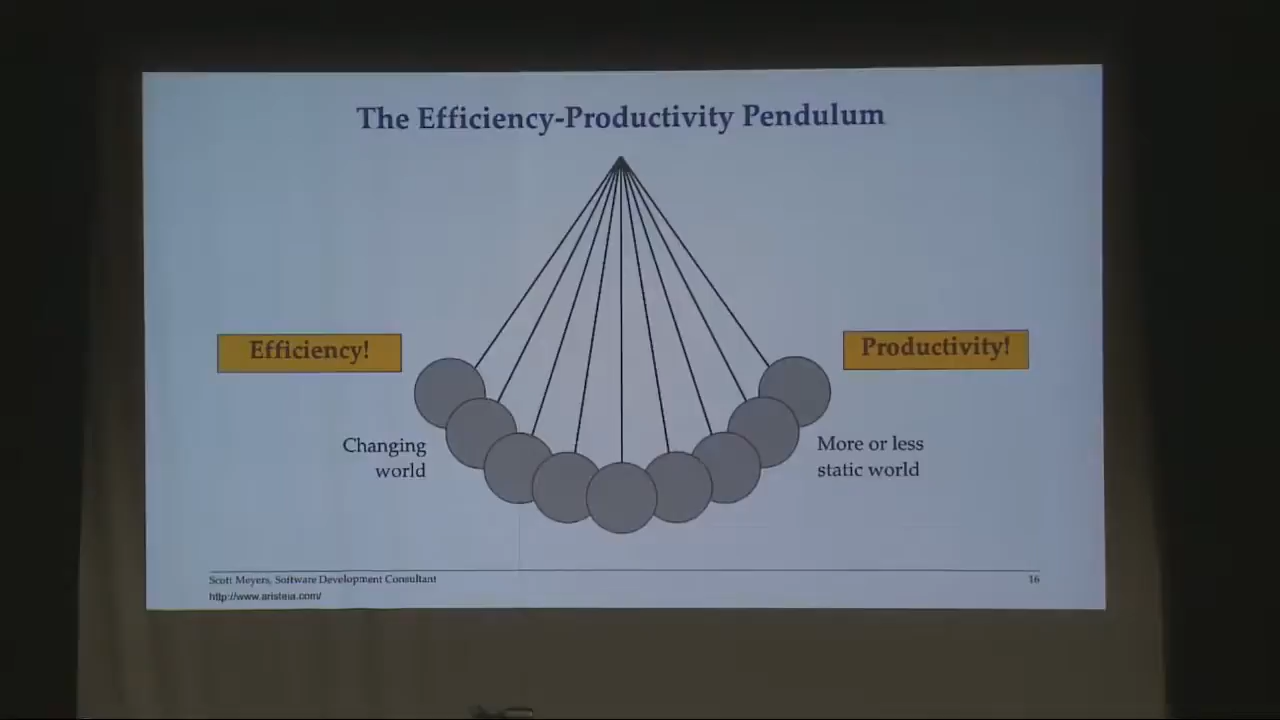 The Efficiency-Productivity Pendulum
Efficiency!
Productivity!
Changing
world
More or less
static world
Scott Meyers, Software Development Consultant
http://www.aristeia.com/
16